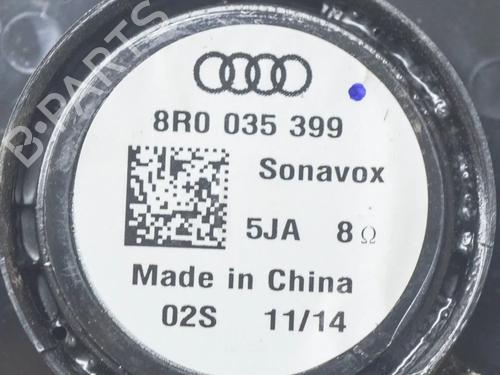 B-PARTS
8R0 035 399
Sonavox
5JA 8Ω
Made in China
02S 11/14